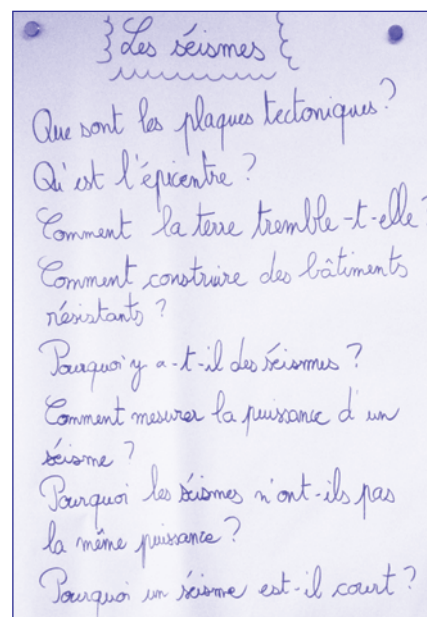 Les séismes
Que sont les plaques tectoniques?
Qu'est l'épicentre ?
Comment la terre tremble-t-elle ?
Comment construire des bâtiments
résistants ?
Pourquoi y a-t-il des séismes ?
Comment mesurer la puissance d'un
séisme ?
Pourquoi les séismes n'ont-ils pas
la même puissance ?
Pourquoi un séisme est-il court ?